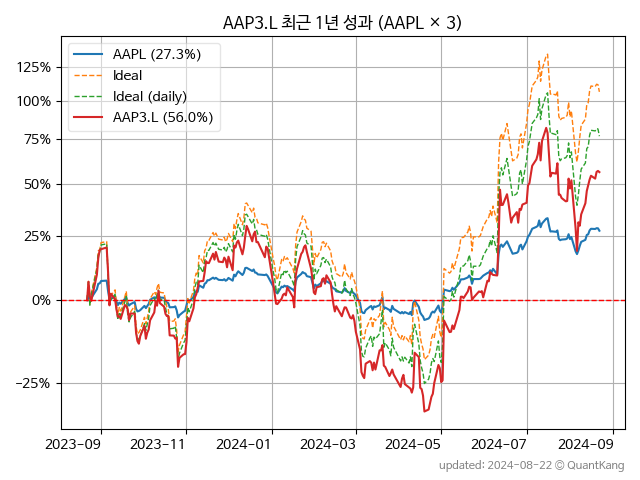 AAP3.L 최근 1년 성과 (AAPL × 3)
AAPL (27.3%)
Ideal
Ideal (daily)
AAP3.L (56.0%)
125%
100%
75%
50%
25%
0%
−25%
2023-09 2023-11 2024-01 2024-03 2024-05 2024-07 2024-09
updated: 2024-08-22 © QuantKang